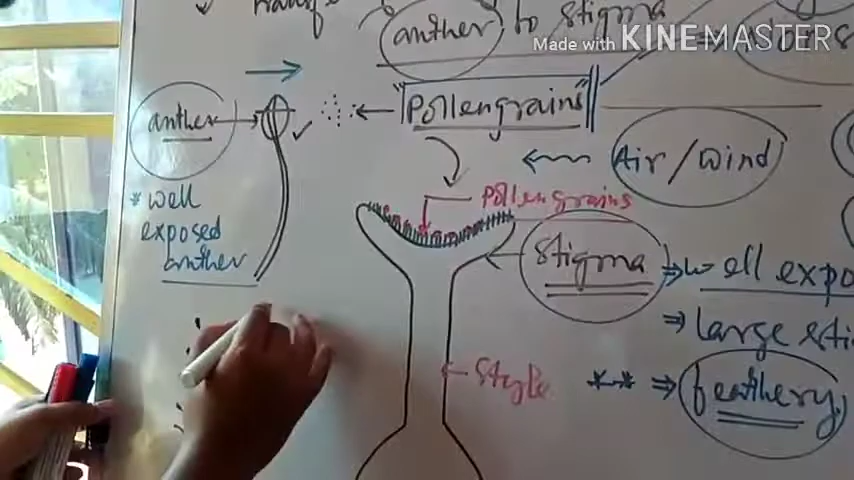 anther to stigma
Made with KINEMASTER
"Pollengrains"
anther
Air / wind
* well
exposed
anther
Pollengrains
Stigma
⇒ well expo
⇒ large sti
Style
*-* ⇒ feathery